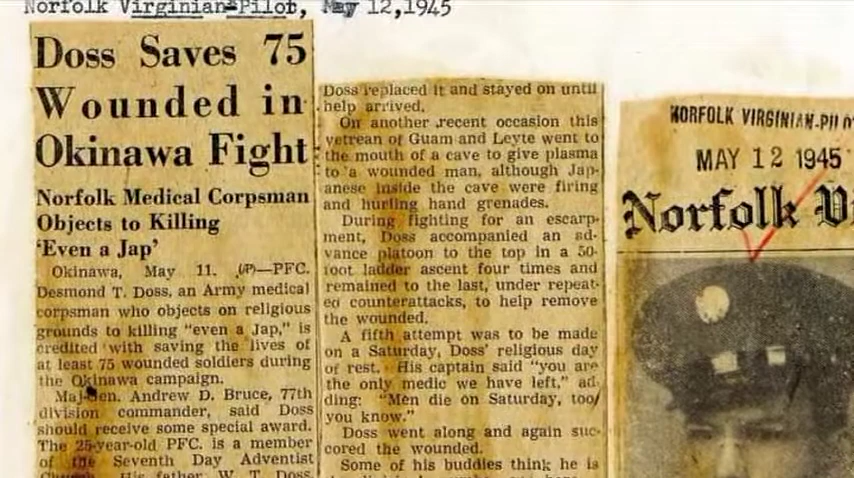 Norfolk Virginian-Pilot, May 12,1945
Doss Saves 75
Wounded in
Okinawa Fight
Norfolk Medical Corpsman
Objects to Killing
‘Even a Jap’
Okinawa, May 11. (AP)—PFC.
Desmond T. Doss, an Army medical
corpsman who objects on religious
grounds to killing “even a Jap,” is
credited with saving the lives of
at least 75 wounded soldiers during
the Okinawa campaign.
Maj. Gen. Andrew D. Bruce, 77th
division commander, said Doss
should receive some special award.
The 25-year-old PFC. is a member
of the Seventh Day Adventist
Church. His father, W. T. Doss,
Doss replaced it and stayed on until
help arrived.
On another recent occasion this
vetrean of Guam and Leyte went to
the mouth of a cave to give plasma
to a wounded man, although Jap-
anese inside the cave were firing
and hurling hand grenades.
During fighting for an escarp-
ment, Doss accompanied an ad-
vance platoon to the top in a 50-
foot ladder ascent four times and
remained to the last, under repeat-
ed counterattacks, to help remove
the wounded.
A fifth attempt was to be made
on a Saturday, Doss’ religious day
of rest. His captain said “you are
the only medic we have left,” ad-
ding: “Men die on Saturday, too,
you know.”
Doss went along and again suc-
cored the wounded.
Some of his buddies think he is
NORFOLK VIRGINIAN-PILOT
MAY 12 1945
Norfolk Vi